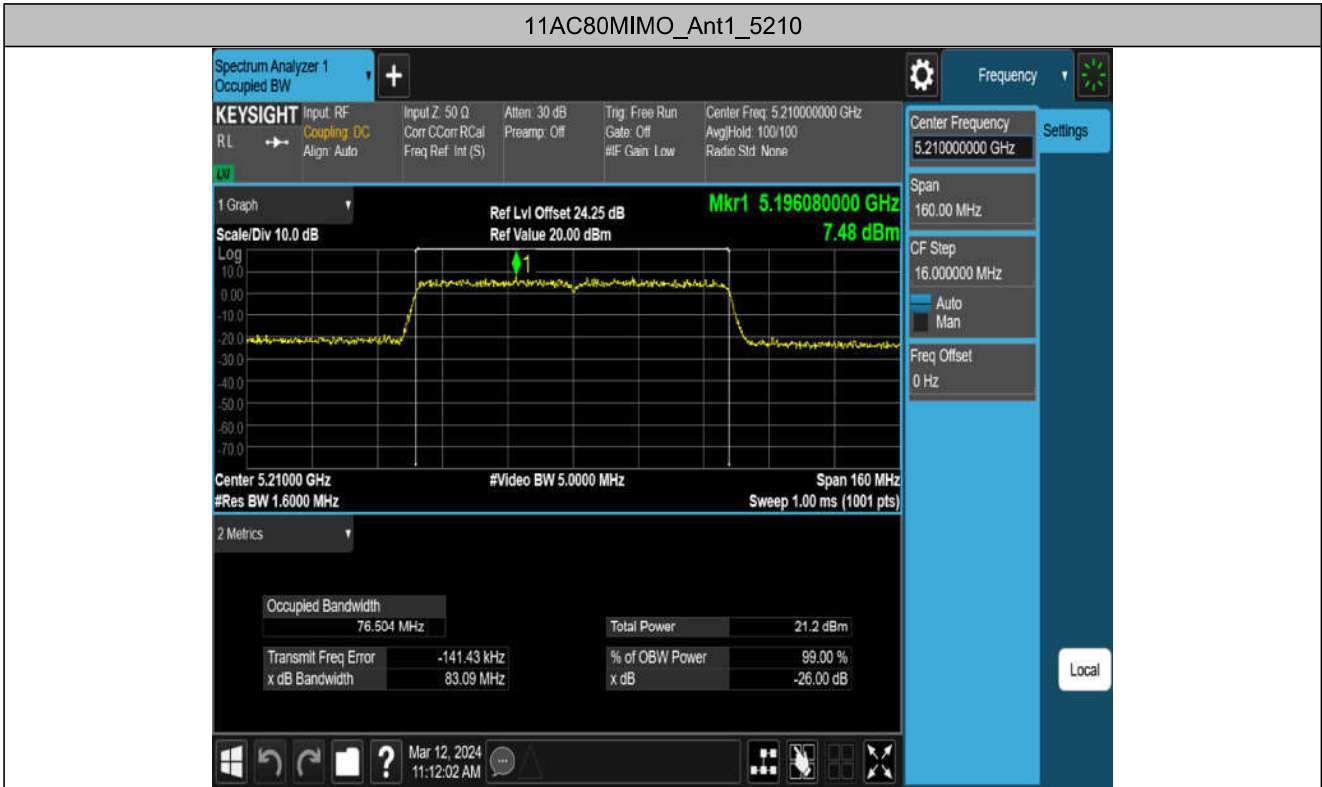 11AC80MIMO_Ant1_5210
Spectrum Analyzer 1
Occupied BW
+
Frequency
KEYSIGHT
R L
Input: RF
Coupling: DC
Align: Auto
Input Z: 50 Ω
Corr CCorr RCal
Freq Ref: Int (S)
Atten: 30 dB
Preamp: Off
Trig: Free Run
Gate: Off
#IF Gain: Low
Center Freq: 5.210000000 GHz
Avg|Hold: 100/100
Radio Std: None
Center Frequency
5.210000000 GHz
Settings
Span
160.00 MHz
CF Step
16.000000 MHz
Auto
Man
Freq Offset
0 Hz
Local
1 Graph
Scale/Div 10.0 dB
Ref Lvl Offset 24.25 dB
Ref Value 20.00 dBm
Mkr1 5.196080000 GHz
7.48 dBm
Log
10.0
0.00
-10.0
-20.0
-30.0
-40.0
-50.0
-60.0
-70.0
1
Center 5.21000 GHz
#Res BW 1.6000 MHz
#Video BW 5.0000 MHz
Span 160 MHz
Sweep 1.00 ms (1001 pts)
2 Metrics
Occupied Bandwidth
76.504 MHz
Total Power 21.2 dBm
Transmit Freq Error -141.43 kHz
% of OBW Power 99.00 %
x dB Bandwidth 83.09 MHz
x dB -26.00 dB
?
Mar 12, 2024
11:12:02 AM